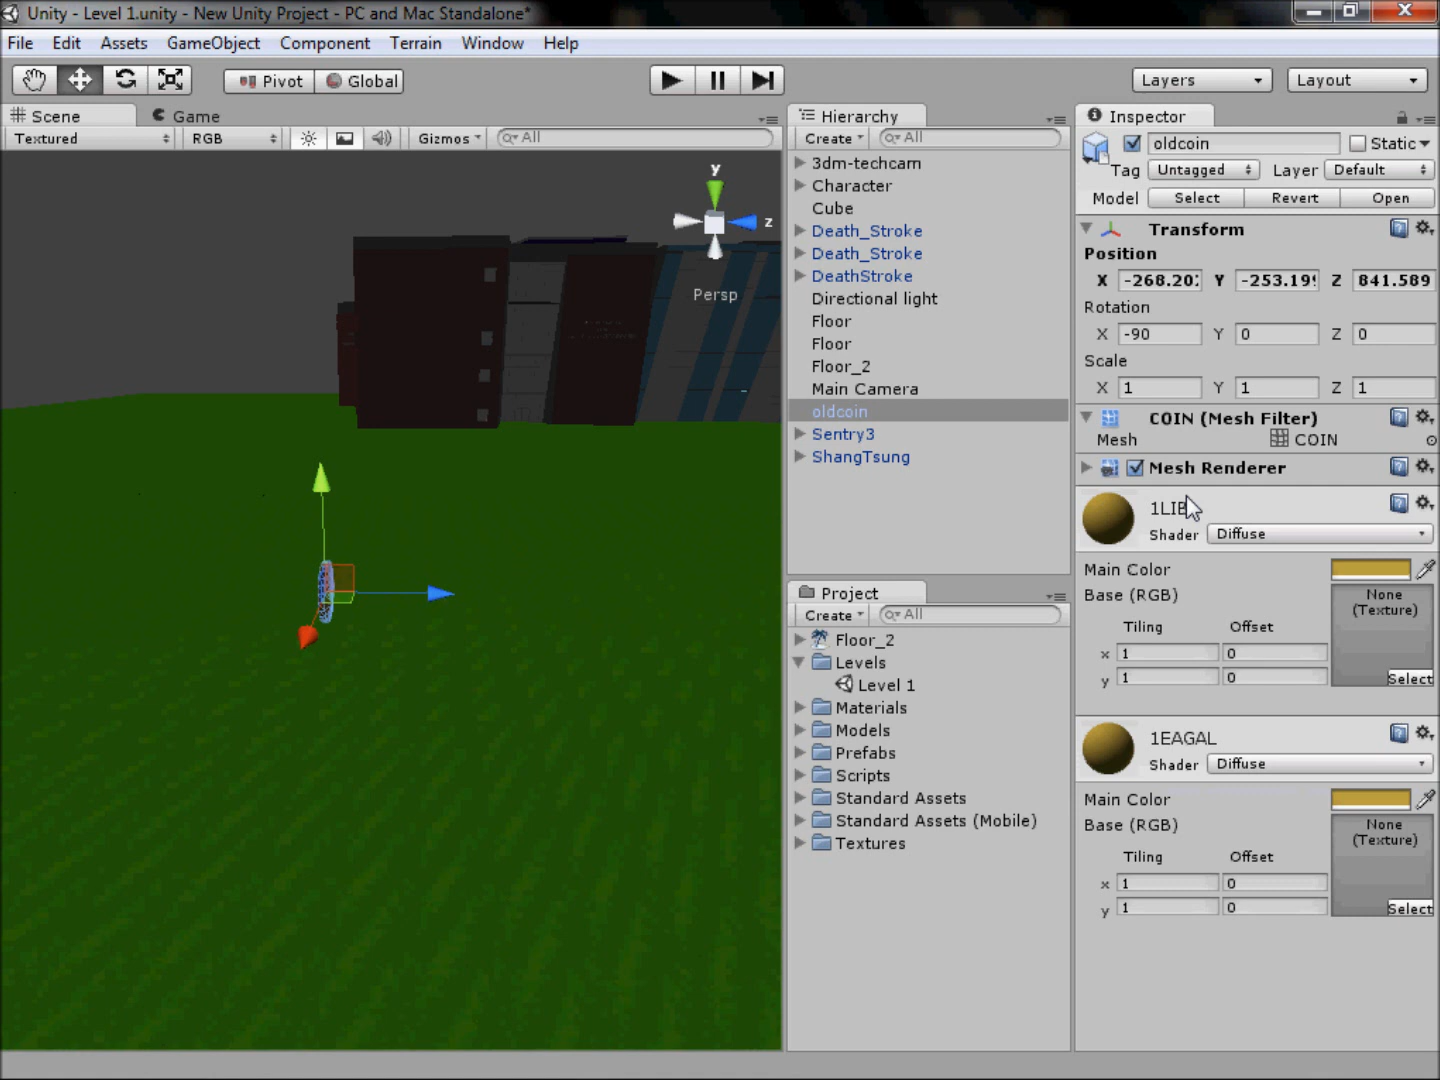 Unity - Level 1.unity - New Unity Project - PC and Mac Standalone*
File Edit Assets GameObject Component Terrain Window Help
Pivot Global Layers Layout
Scene Game
Textured RGB Gizmos All
y
z
Persp
Hierarchy
Create All
3dm-techcam
Character
Cube
Death_Stroke
Death_Stroke
DeathStroke
Directional light
Floor
Floor
Floor_2
Main Camera
oldcoin
Sentry3
ShangTsung
Project
Create All
Floor_2
Levels
Level 1
Materials
Models
Prefabs
Scripts
Standard Assets
Standard Assets (Mobile)
Textures
Inspector
oldcoin Static
Tag Untagged Layer Default
Model Select Revert Open
Transform
Position
X -268.20 Y -253.19 Z 841.589
Rotation
X -90 Y 0 Z 0
Scale
X 1 Y 1 Z 1
COIN (Mesh Filter)
Mesh COIN
Mesh Renderer
1LIB
Shader Diffuse
Main Color
Base (RGB) None (Texture)
Tiling Offset
x 1 0
y 1 0
Select
1EAGAL
Shader Diffuse
Main Color
Base (RGB) None (Texture)
Tiling Offset
x 1 0
y 1 0
Select